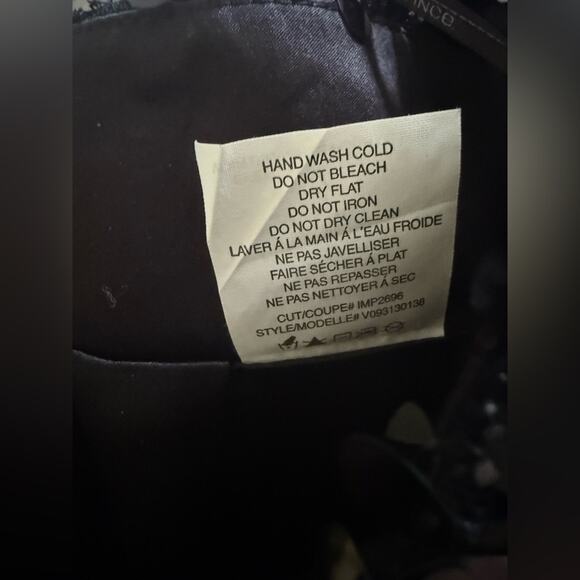 HAND WASH COLD
DO NOT BLEACH
DRY FLAT
DO NOT IRON
DO NOT DRY CLEAN
LAVER Á LA MAIN Á L'EAU FROIDE
NE PAS JAVELLISER
FAIRE SÉCHER Á PLAT
NE PAS REPASSER
NE PAS NETTOYER Á SEC
CUT/COUPE# IMP2696
STYLE/MODELLE# V093130138